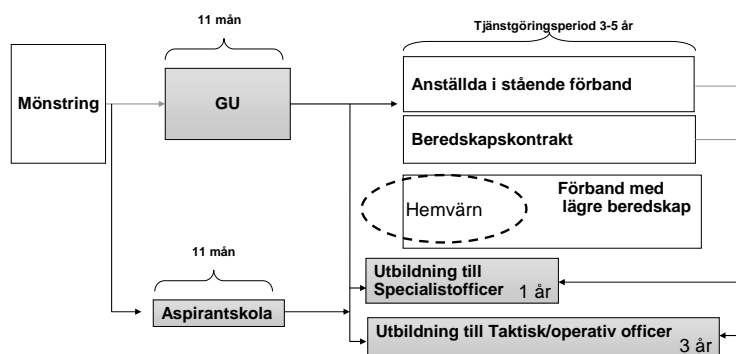 11 mån
Tjänstgöringsperiod 3-5 år
Mönstring
GU
Anställda i stående förband
Beredskapskontrakt
Hemvärn
Förband med
lägre beredskap
11 mån
Aspirantskola
Utbildning till
Specialistofficer 1 år
Utbildning till Taktisk/operativ officer
3 år